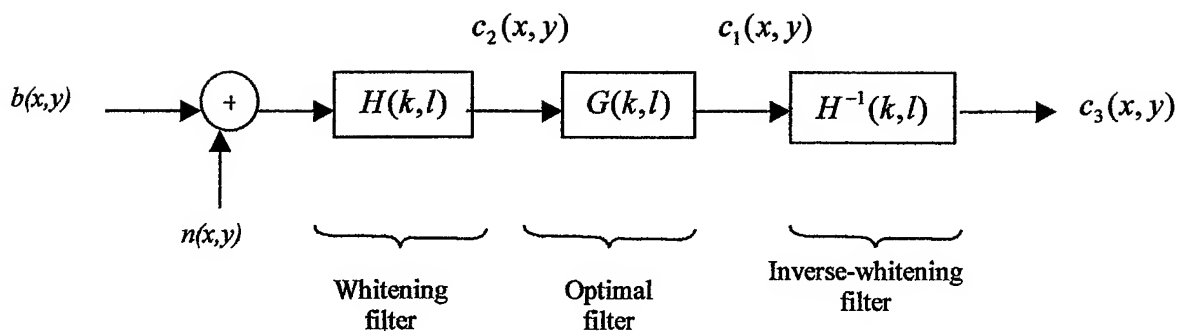 c₂(x, y) c₁(x, y)
b(x,y) + H(k,l) G(k,l) H⁻¹(k,l) c₃(x, y)
n(x,y)
Whitening
filter
Optimal
filter
Inverse-whitening
filter